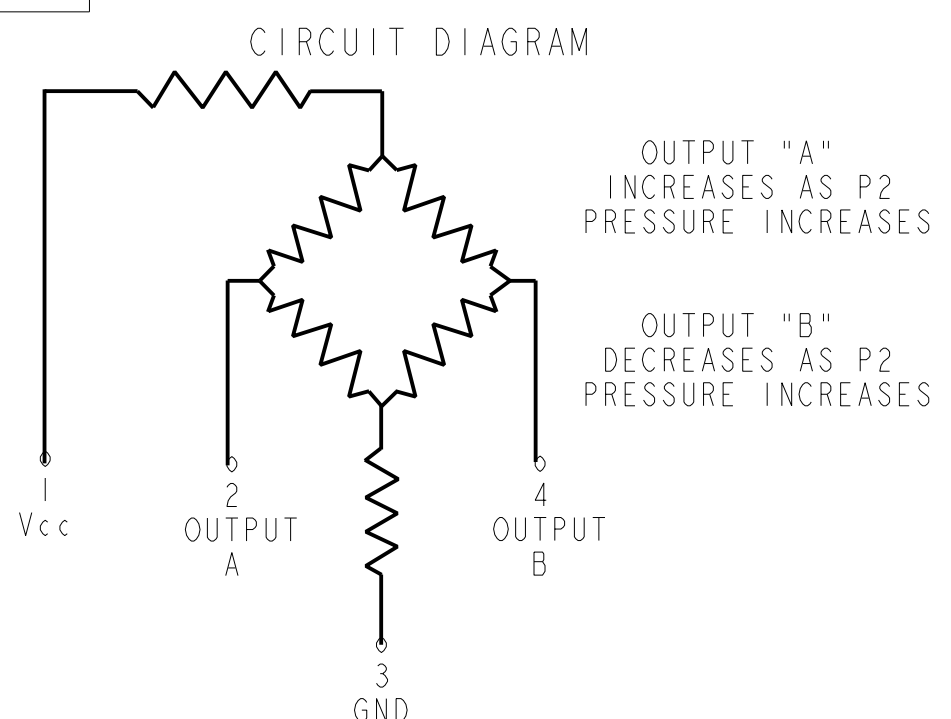 CIRCUIT DIAGRAM
OUTPUT "A"
INCREASES AS P2
PRESSURE INCREASES
OUTPUT "B"
DECREASES AS P2
PRESSURE INCREASES
1
Vcc
2
OUTPUT
A
4
OUTPUT
B
3
GND